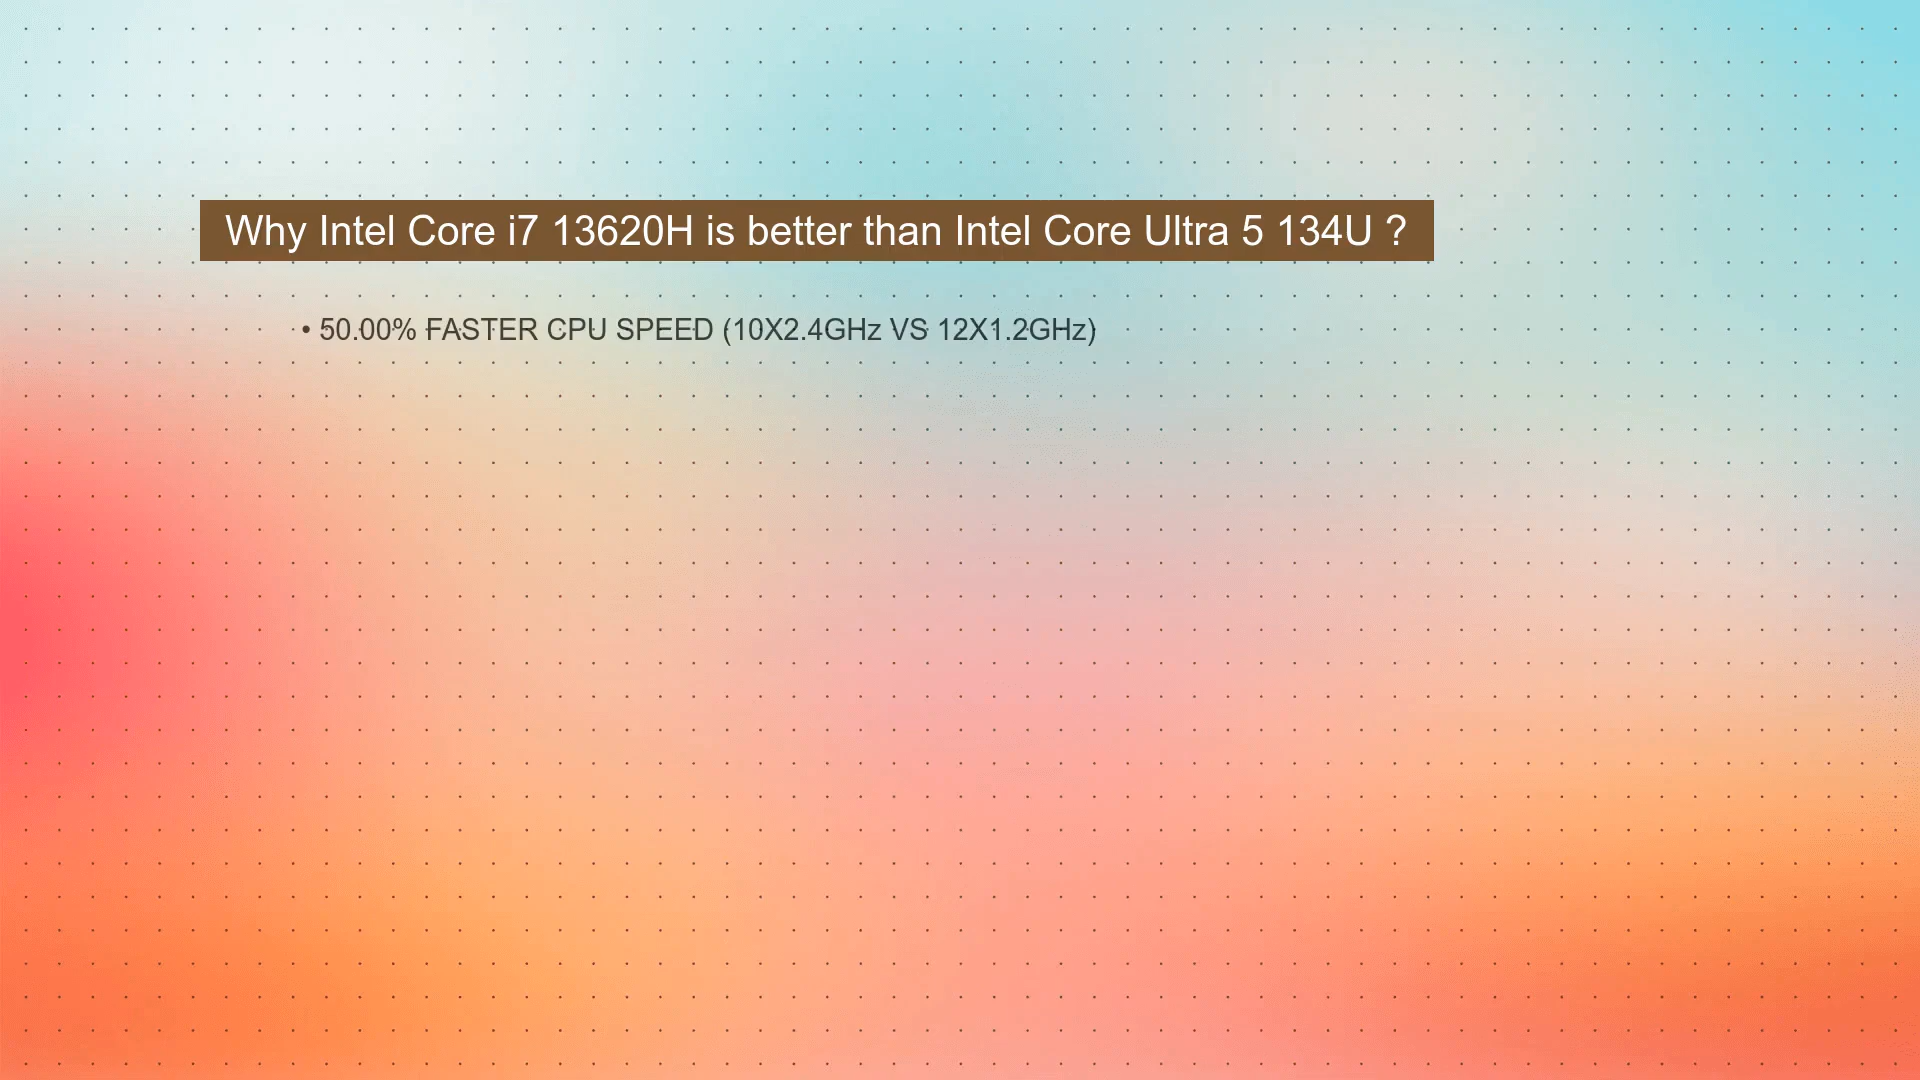 Why Intel Core i7 13620H is better than Intel Core Ultra 5 134U ?
• 50.00% FASTER CPU SPEED (10X2.4GHz VS 12X1.2GHz)